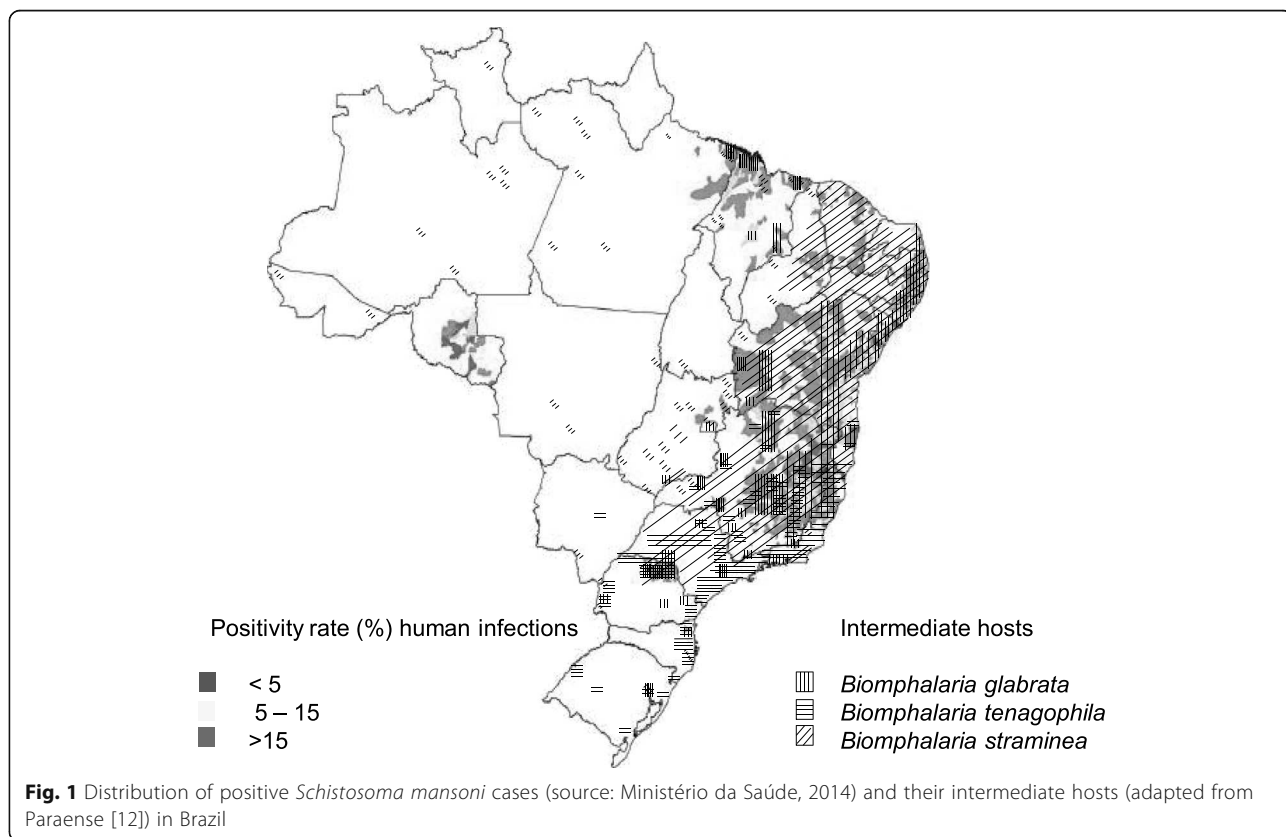 Positivity rate (%) human infections
< 5
5 – 15
>15
Intermediate hosts
Biomphalaria glabrata
Biomphalaria tenagophila
Biomphalaria straminea
Fig. 1 Distribution of positive Schistosoma mansoni cases (source: Ministério da Saúde, 2014) and their intermediate hosts (adapted from
Paraense [12]) in Brazil